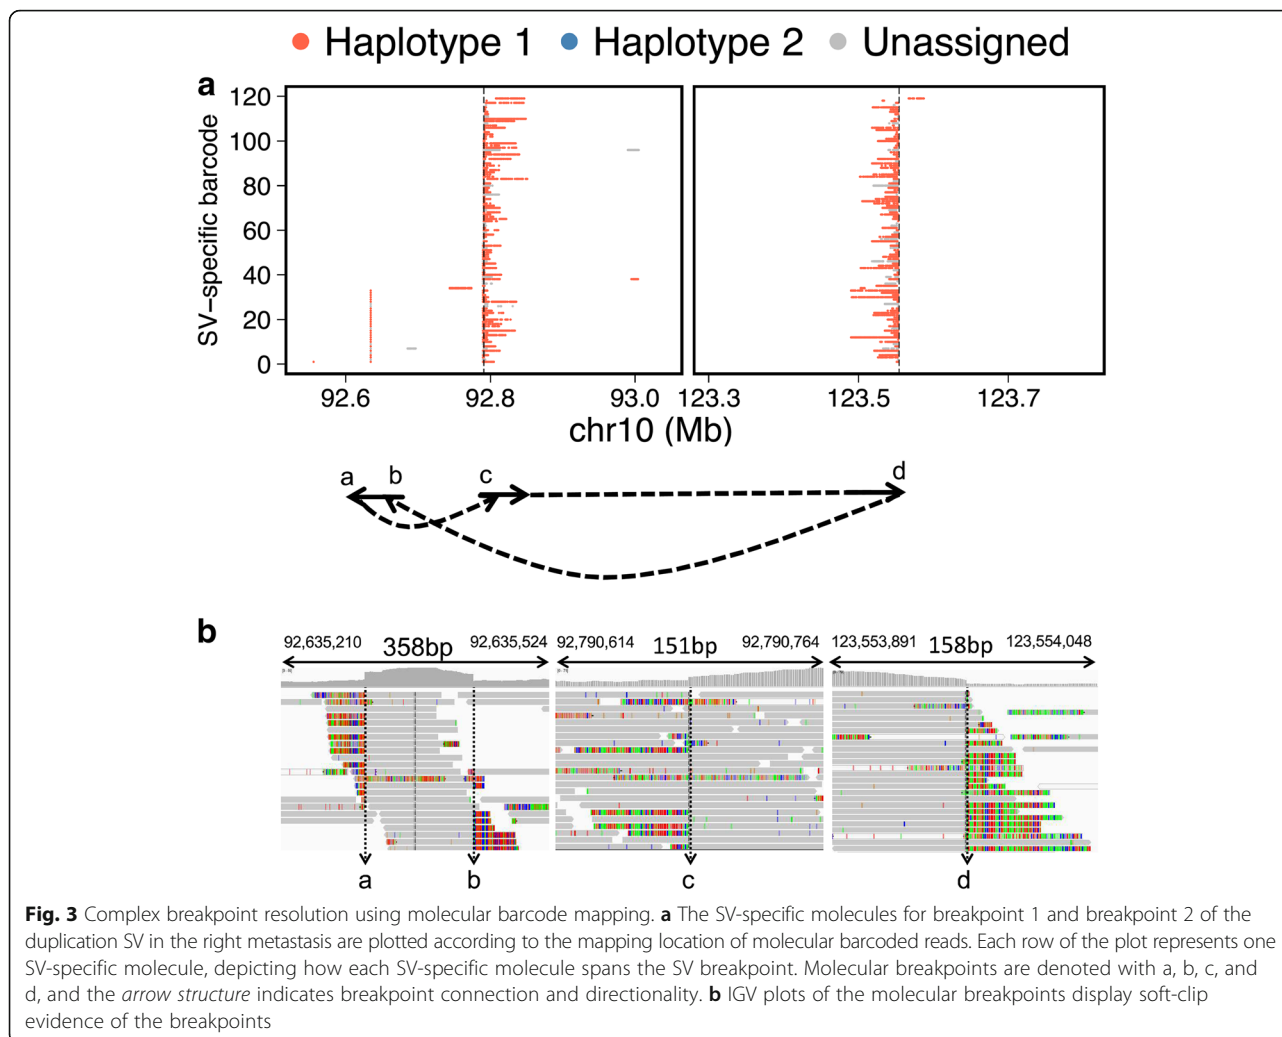 Haplotype 1 Haplotype 2 Unassigned
a
SV-specific barcode
120
100
80
60
40
20
0
92.6 92.8 93.0 123.3 123.5 123.7
chr10 (Mb)
a b c d
b
92,635,210 358bp 92,635,524 92,790,614 151bp 92,790,764 123,553,891 158bp 123,554,048
a b c d
Fig. 3 Complex breakpoint resolution using molecular barcode mapping. a The SV-specific molecules for breakpoint 1 and breakpoint 2 of the
duplication SV in the right metastasis are plotted according to the mapping location of molecular barcoded reads. Each row of the plot represents one
SV-specific molecule, depicting how each SV-specific molecule spans the SV breakpoint. Molecular breakpoints are denoted with a, b, c, and
d, and the arrow structure indicates breakpoint connection and directionality. b IGV plots of the molecular breakpoints display soft-clip
evidence of the breakpoints